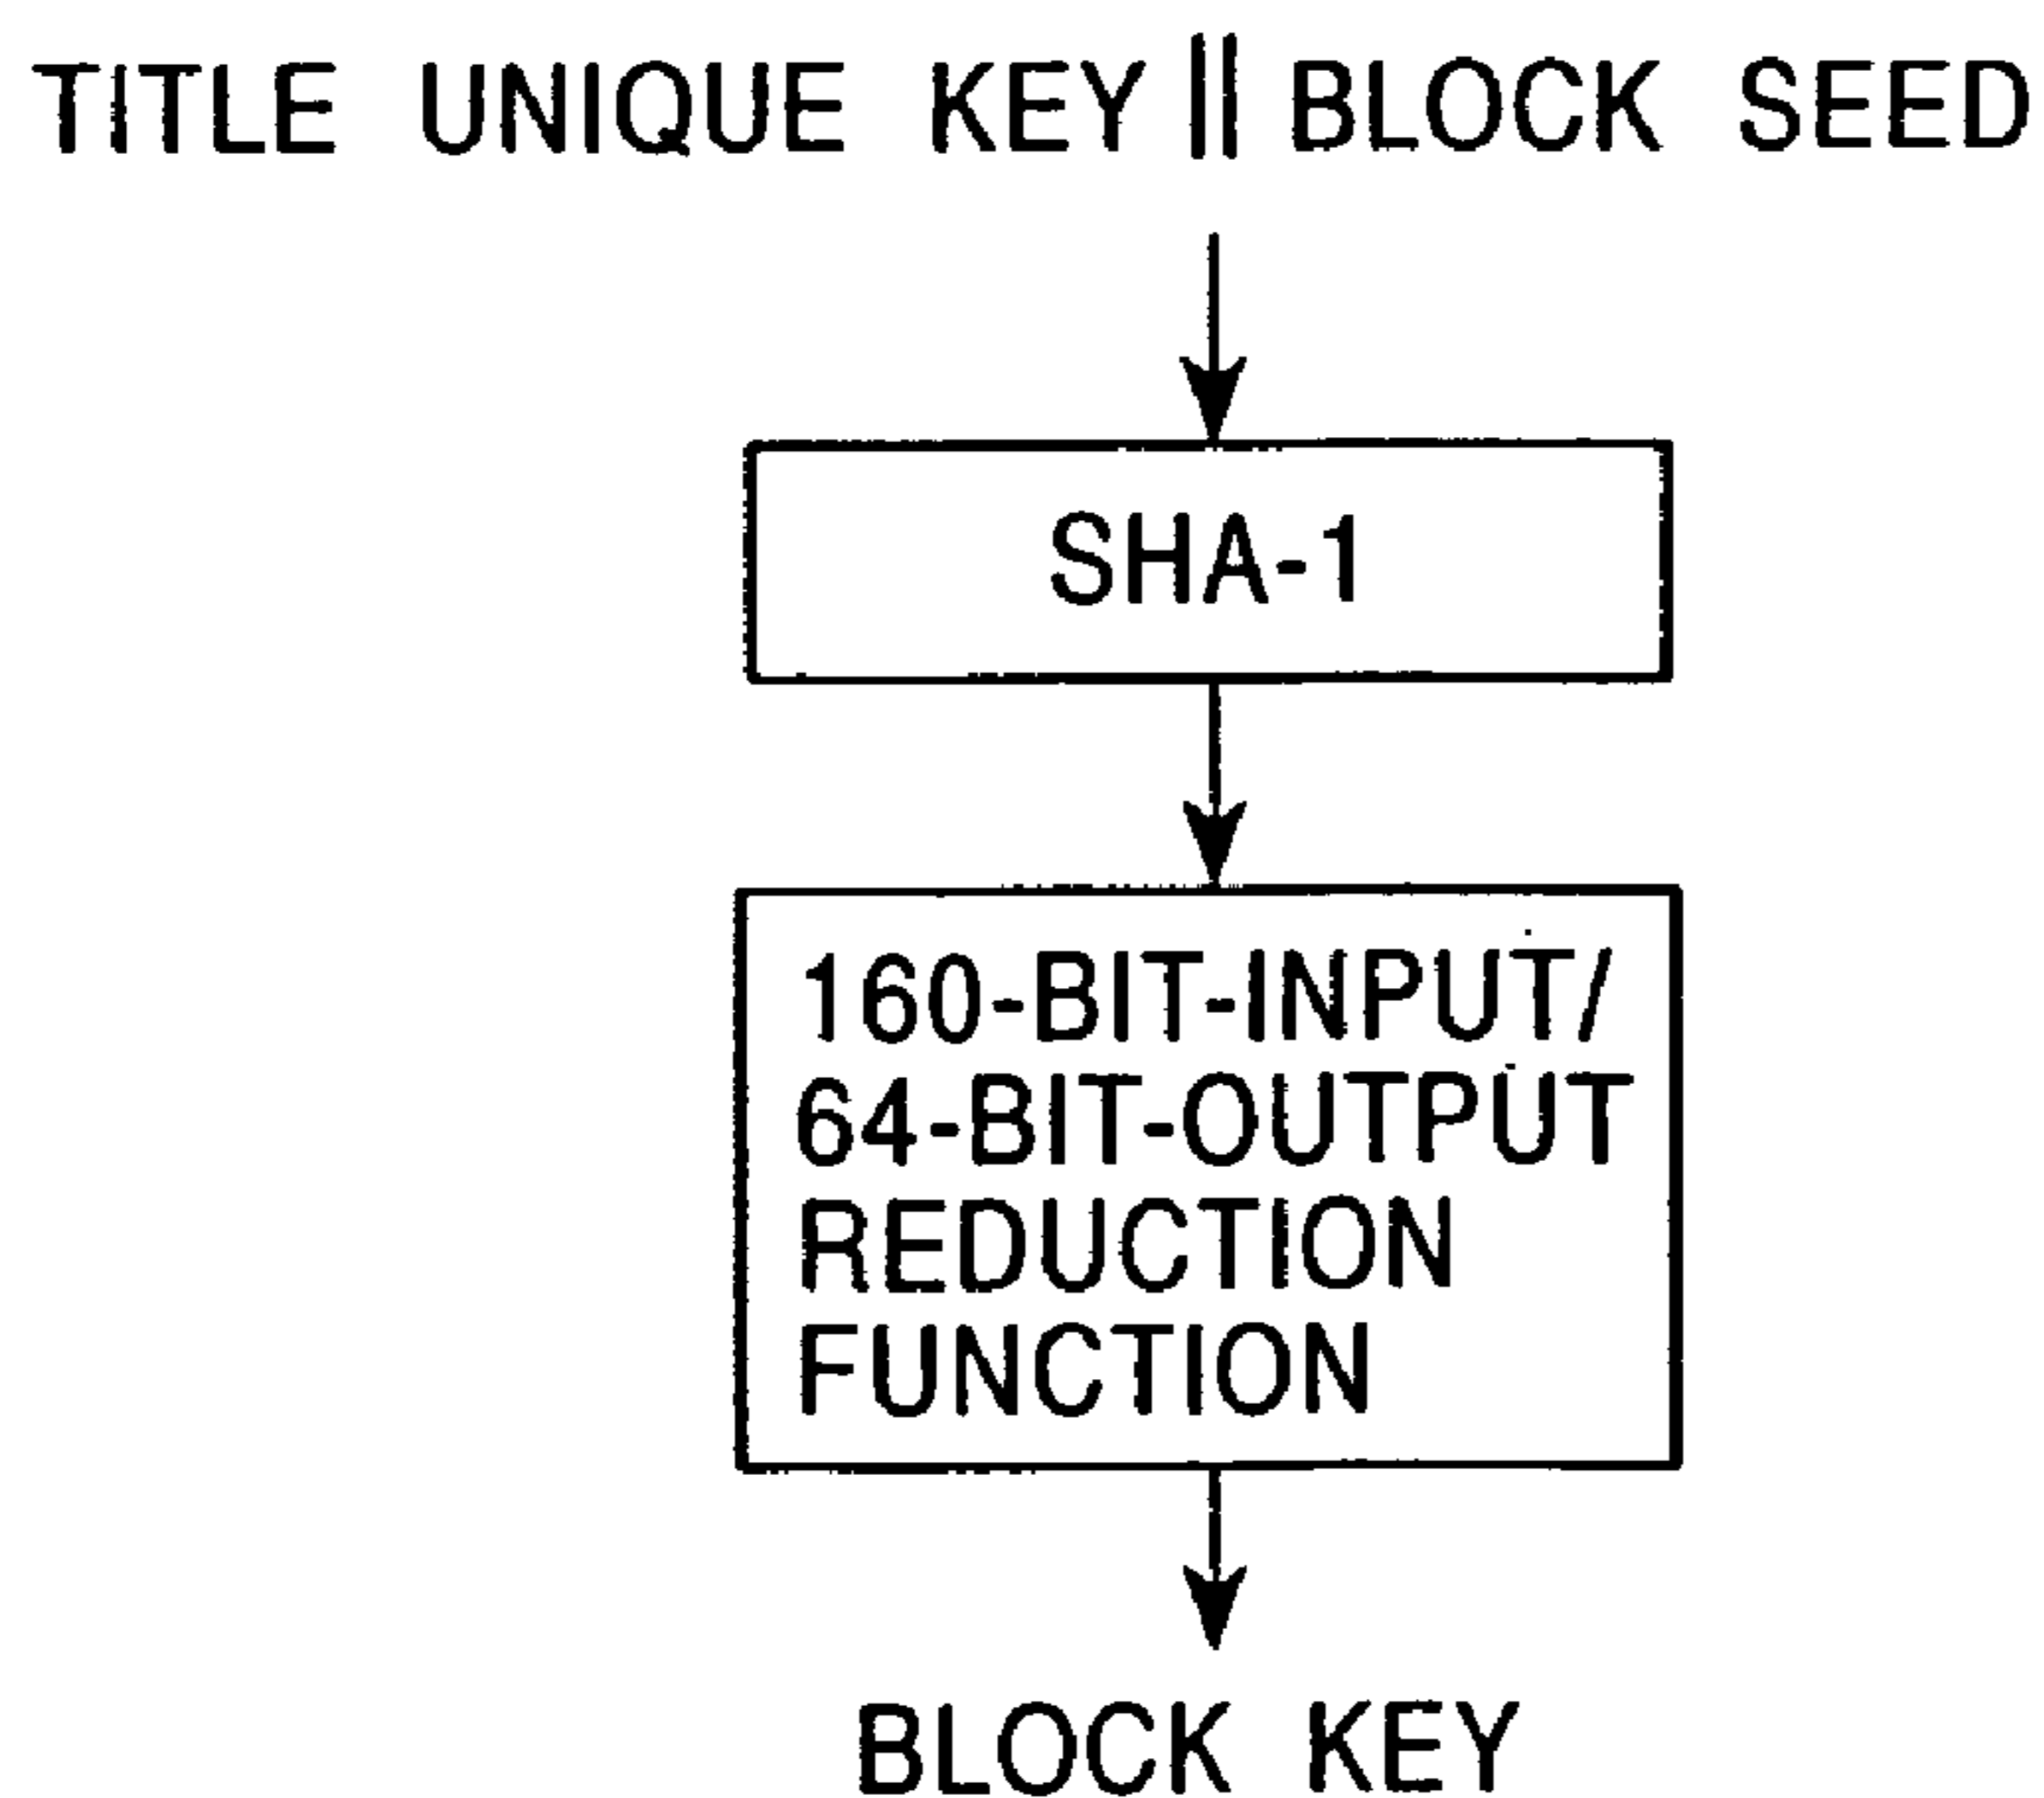 TITLE UNIQUE KEY || BLOCK SEED
SHA-1
160-BIT-INPUT/
64-BIT-OUTPUT
REDUCTION
FUNCTION
BLOCK KEY